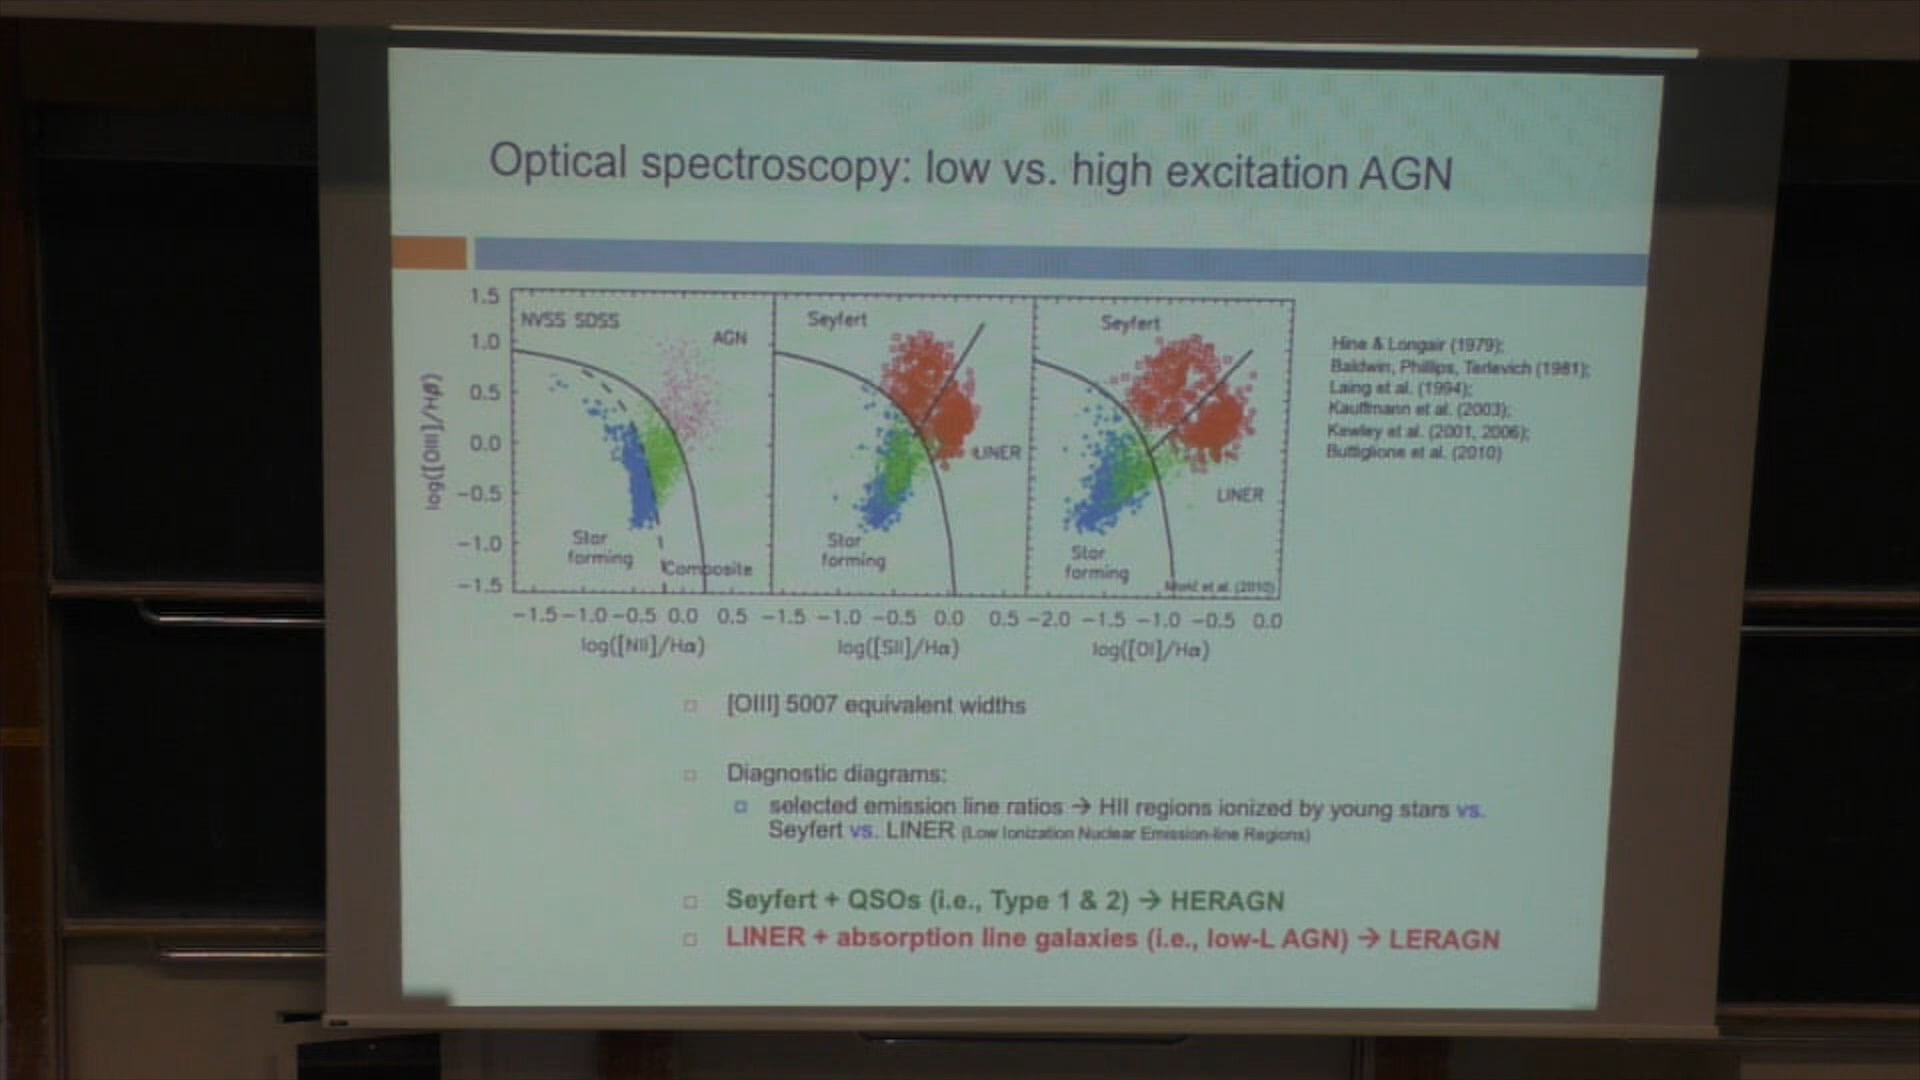 Optical spectroscopy: low vs. high excitation AGN
1.5
1.0
0.5
0.0
−0.5
−1.0
−1.5
log([OIII]/Hβ)
NVSS SDSS
AGN
Star
forming
Composite
Seyfert
LINER
Star
forming
Seyfert
LINER
Star
forming
et al. (2010)
−1.5 −1.0 −0.5 0.0 0.5 −1.5 −1.0 −0.5 0.0 0.5 −2.0 −1.5 −1.0 −0.5 0.0
log([NII]/Hα) log([SII]/Hα) log([OI]/Hα)
Hine & Longair (1979);
Baldwin, Phillips, Terlevich (1981);
Laing et al. (1994);
Kauffmann et al. (2003);
Kewley et al. (2001, 2006);
Buttiglione et al. (2010)
[OIII] 5007 equivalent widths
Diagnostic diagrams:
selected emission line ratios → HII regions ionized by young stars vs.
Seyfert vs. LINER (Low Ionization Nuclear Emission-line Regions)
Seyfert + QSOs (i.e., Type 1 & 2) → HERAGN
LINER + absorption line galaxies (i.e., low-L AGN) → LERAGN